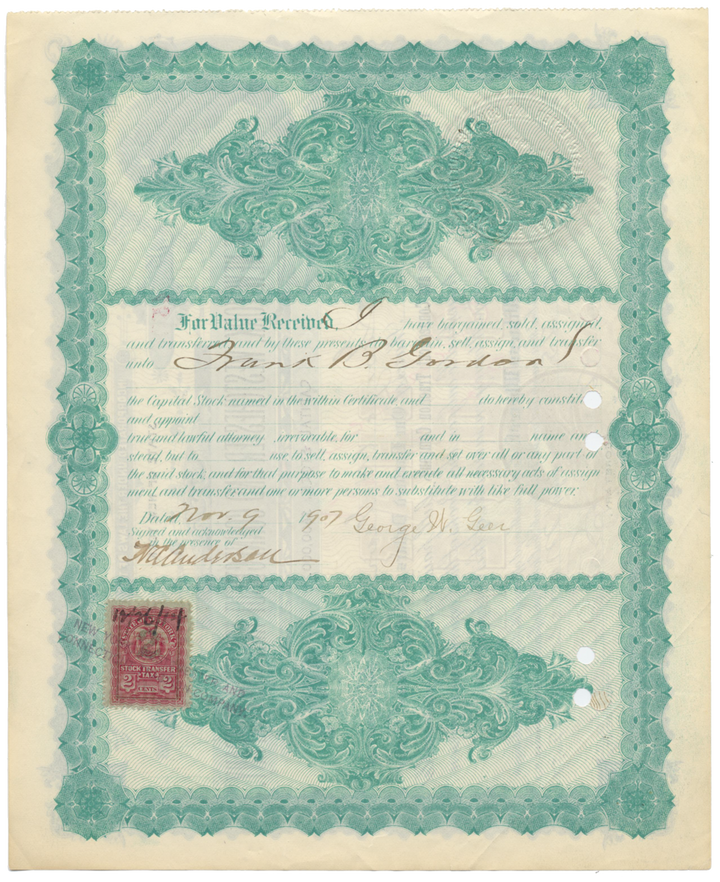 For Value Received, I have bargained, sold, assigned,
and transferred and by these presents do bargain, sell, assign, and transfer
unto Frank B. Gordon
the Capital Stock named in the within Certificate, and do hereby constitute
and appoint
true and lawful attorney, irrevocable, for and in name and
stead, but to use to sell, assign, transfer and set over all or any part of
the said stock, and for that purpose to make and execute all necessary acts of assign
ment and transfer and one or more persons to substitute with like full power.
Dated Nov. 9 1907 George W. Geer
Signed and acknowledged
in the presence of
Anderson
NEW YORK
STOCK TRANSFER
TAX
2 CENTS 2
AND
COMPANY